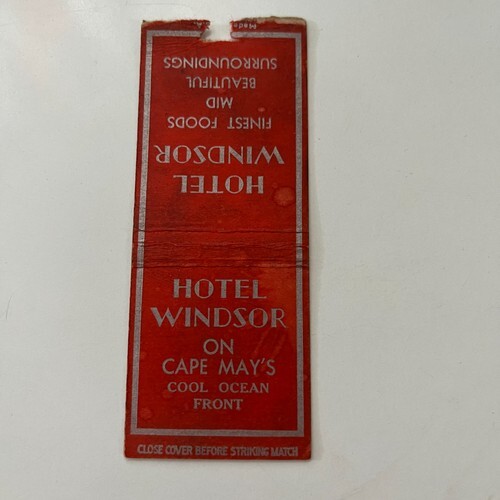 HOTEL
WINDSOR
FINEST FOODS
MID
BEAUTIFUL
SURROUNDINGS
HOTEL
WINDSOR
ON
CAPE MAY'S
COOL OCEAN
FRONT
CLOSE COVER BEFORE STRIKING MATCH